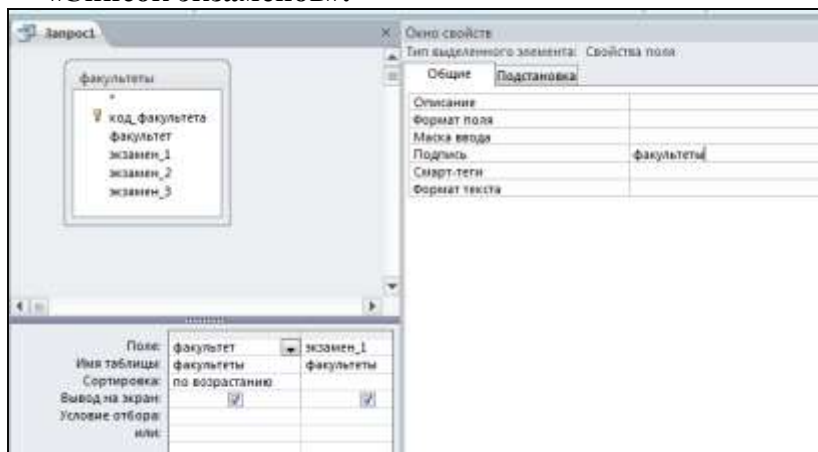 Запрос1
факультеты
*
код_факультета
факультет
экзамен_1
экзамен_2
экзамен_3
Поле: факультет экзамен_1
Имя таблицы: факультеты факультеты
Сортировка: по возрастанию
Вывод на экран:
Условие отбора:
или:
Окно свойств
Тип выделенного элемента: Свойства поля
Общие Подстановка
Описание
Формат поля
Маска ввода
Подпись факультеты
Смарт-теги
Формат текста